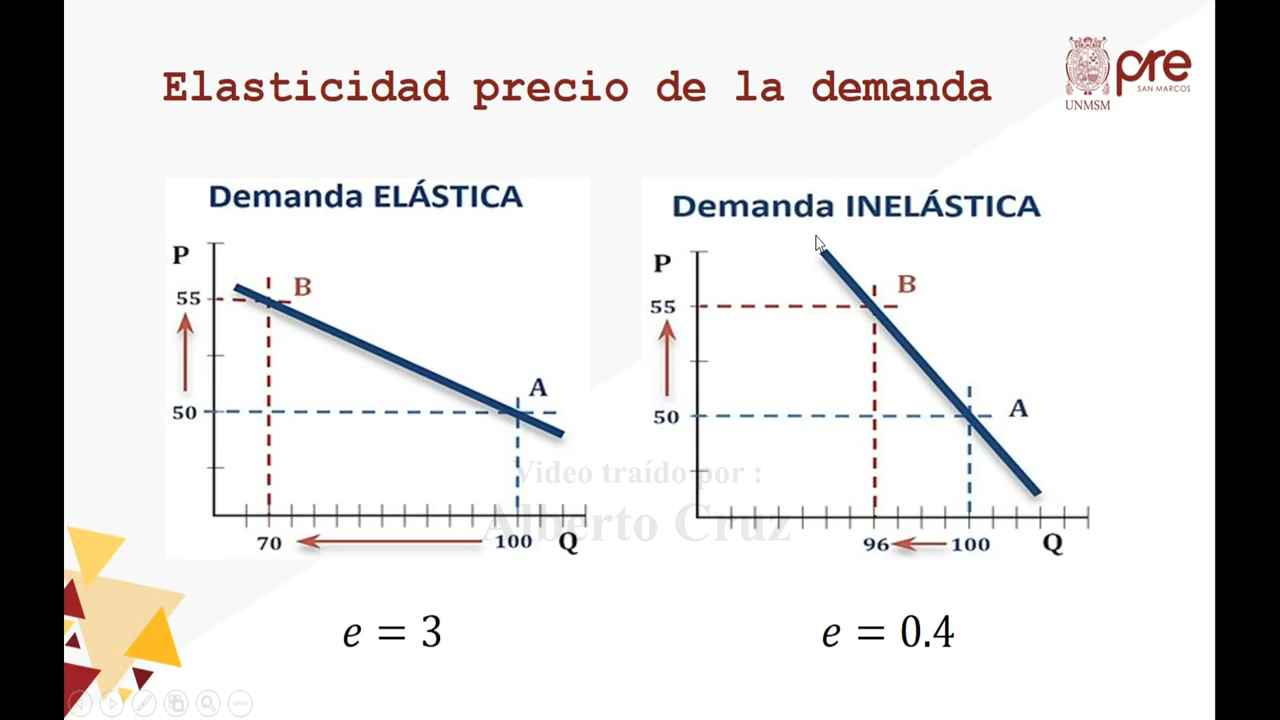 Elasticidad precio de la demanda
pre
SAN MARCOS
UNMSM
Demanda ELÁSTICA
P
55
B
50
A
70
100
Q
Demanda INELÁSTICA
P
55
B
50
A
96
100
Q
Video traído por :
Alberto Cruz
e = 3
e = 0.4